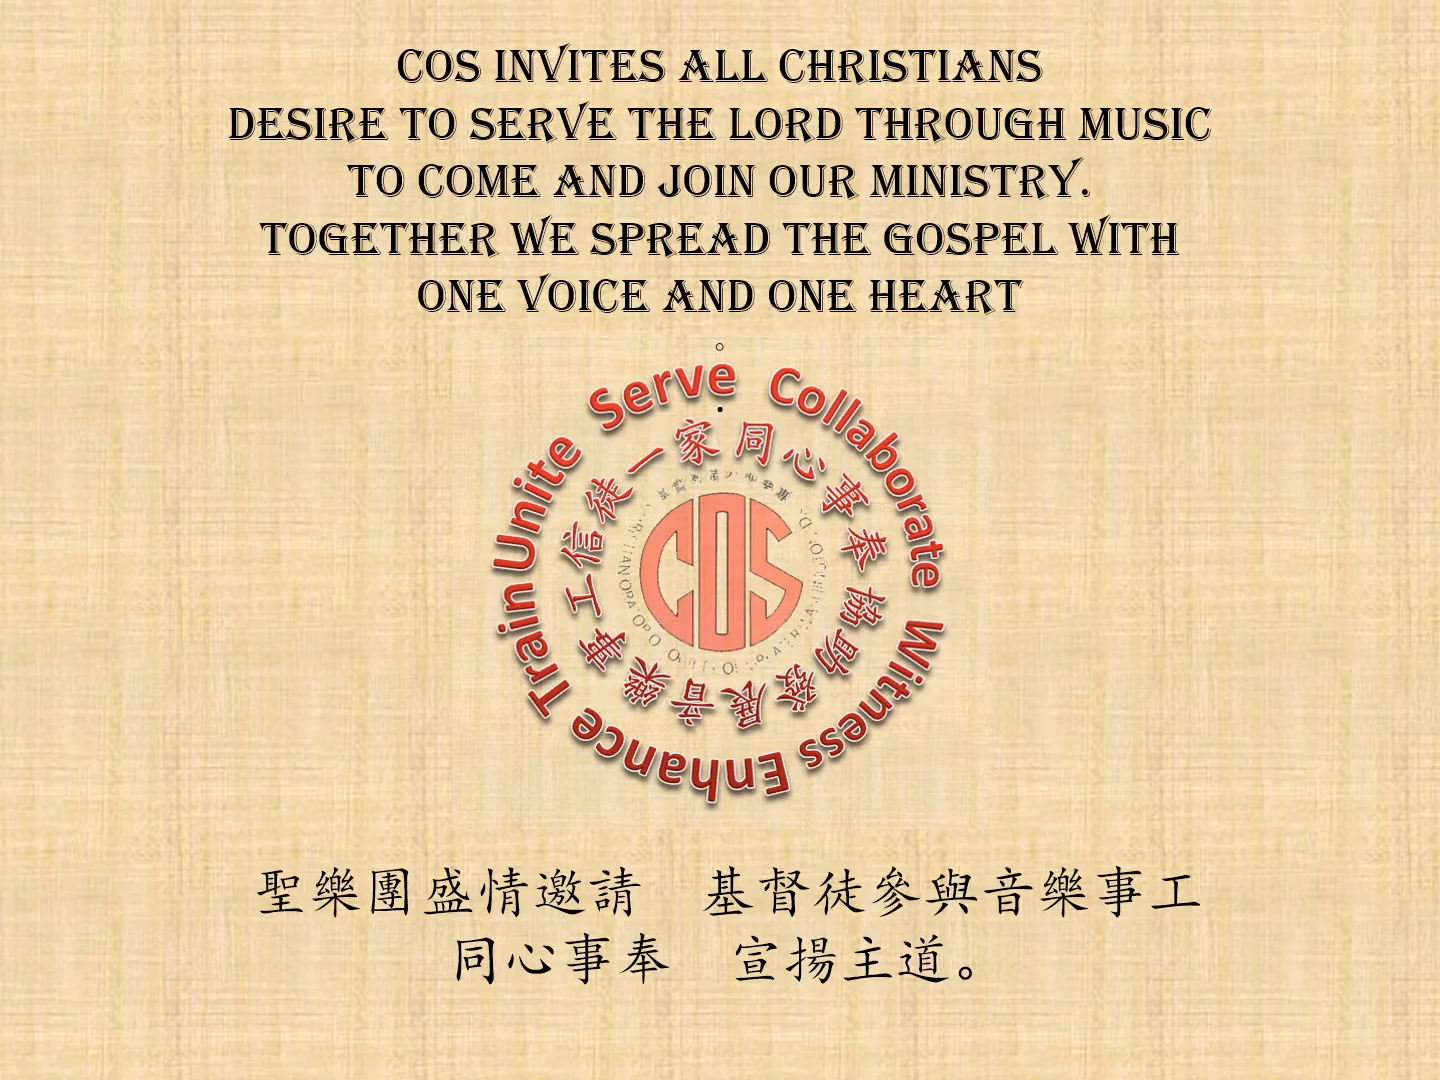 COS INVITES ALL CHRISTIANS
DESIRE TO SERVE THE LORD THROUGH MUSIC
TO COME AND JOIN OUR MINISTRY.
TOGETHER WE SPREAD THE GOSPEL WITH
ONE VOICE AND ONE HEART
。
.
Serve Collaborate Witness Enhance Train Unite
信徒一家同心事奉協助發展音樂事工
COS
聖樂團盛情邀請 基督徒參與音樂事工
同心事奉 宣揚主道。